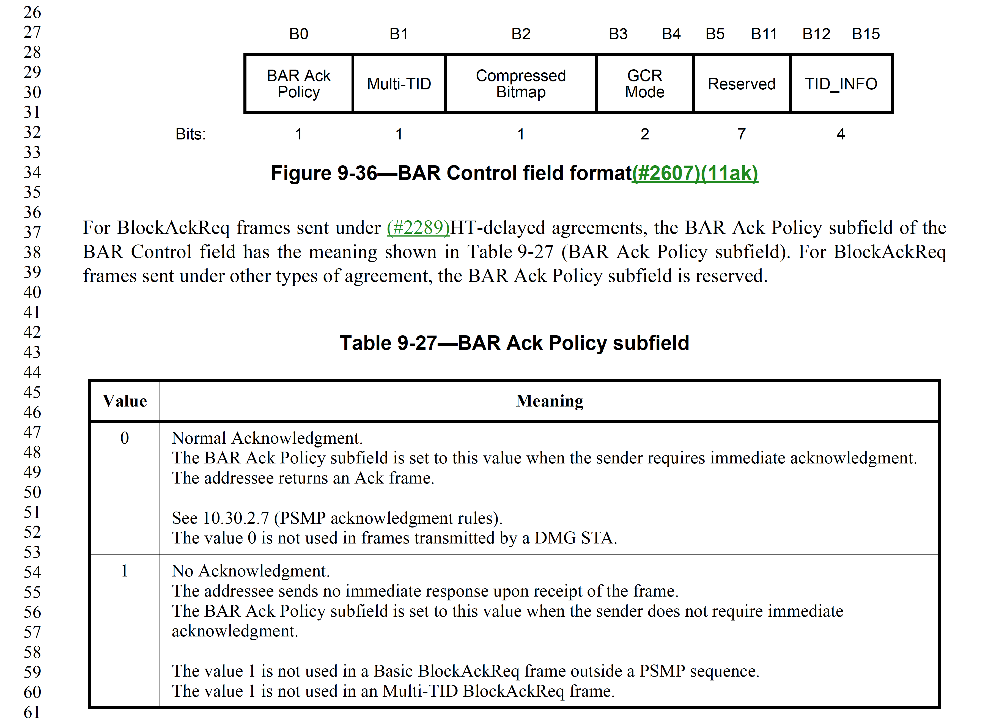 26
27
28
29
30
31
32
33
34
35
36
37
38
39
40
41
42
43
44
45
46
47
48
49
50
51
52
53
54
55
56
57
58
59
60
61
B0 B1 B2 B3 B4 B5 B11 B12 B15
BAR Ack
Policy
Multi-TID
Compressed
Bitmap
GCR
Mode
Reserved
TID_INFO
Bits: 1 1 1 2 7 4
Figure 9-36—BAR Control field format(#2607)(11ak)
For BlockAckReq frames sent under (#2289)HT-delayed agreements, the BAR Ack Policy subfield of the
BAR Control field has the meaning shown in Table 9-27 (BAR Ack Policy subfield). For BlockAckReq
frames sent under other types of agreement, the BAR Ack Policy subfield is reserved.
Table 9-27—BAR Ack Policy subfield
Value Meaning
0 Normal Acknowledgment.
The BAR Ack Policy subfield is set to this value when the sender requires immediate acknowledgment.
The addressee returns an Ack frame.
See 10.30.2.7 (PSMP acknowledgment rules).
The value 0 is not used in frames transmitted by a DMG STA.
1 No Acknowledgment.
The addressee sends no immediate response upon receipt of the frame.
The BAR Ack Policy subfield is set to this value when the sender does not require immediate
acknowledgment.
The value 1 is not used in a Basic BlockAckReq frame outside a PSMP sequence.
The value 1 is not used in an Multi-TID BlockAckReq frame.